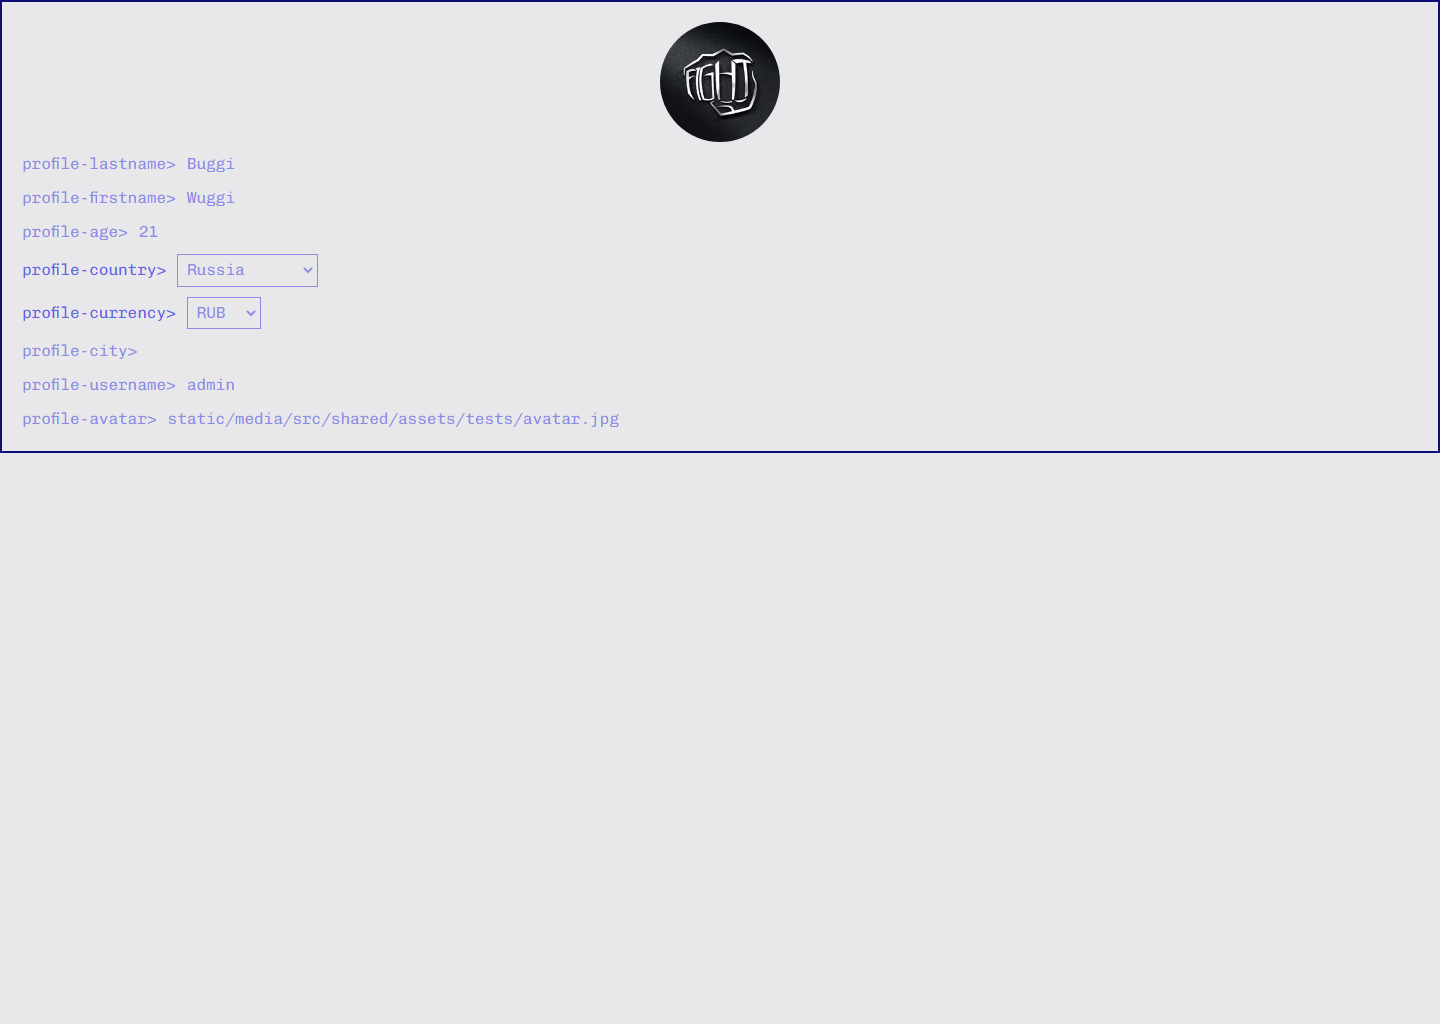 FIGHT
profile-lastname> Buggi
profile-firstname> Wuggi
profile-age> 21
profile-country> Russia
profile-currency> RUB
profile-city>
profile-username> admin
profile-avatar> static/media/src/shared/assets/tests/avatar.jpg